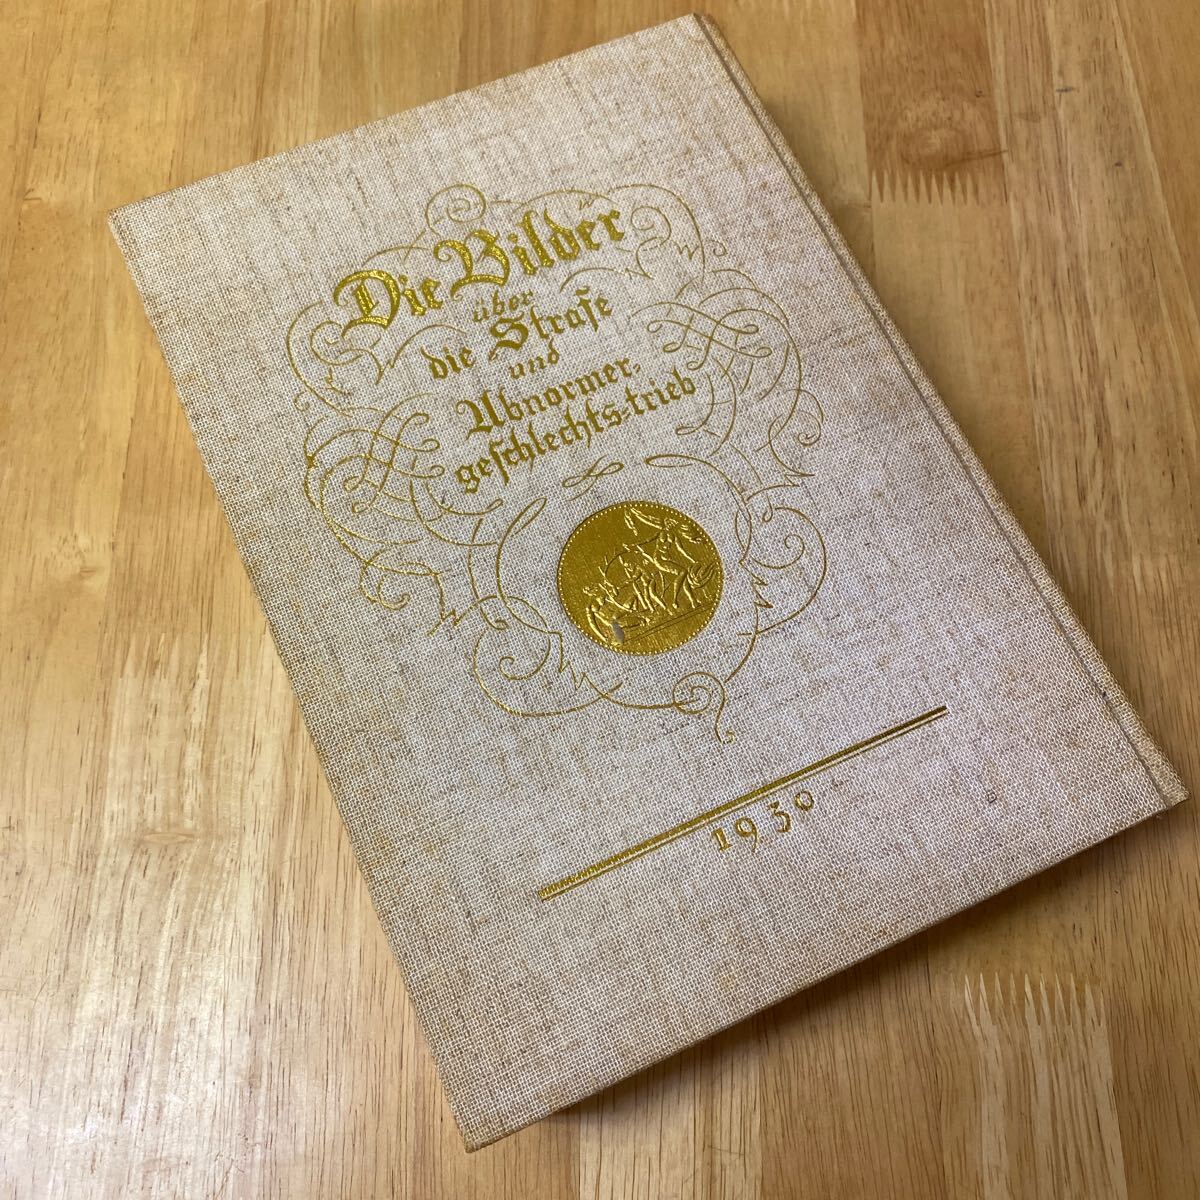 Die Bilder
über
die Strafe
und
Abnormer,
geschlechts=trieb
1930